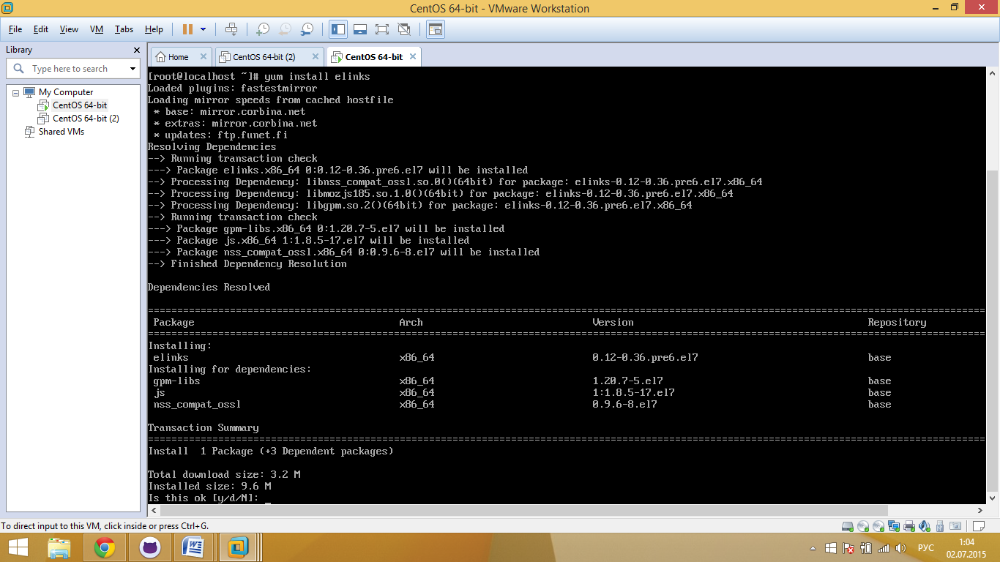 CentOS 64-bit - VMware Workstation
File Edit View VM Tabs Help
Library
Type here to search
My Computer
CentOS 64-bit
CentOS 64-bit (2)
Shared VMs
Home CentOS 64-bit (2) CentOS 64-bit
[root@localhost ~]# yum install elinks
Loaded plugins: fastestmirror
Loading mirror speeds from cached hostfile
* base: mirror.corbina.net
* extras: mirror.corbina.net
* updates: ftp.funet.fi
Resolving Dependencies
--> Running transaction check
---> Package elinks.x86_64 0:0.12-0.36.pre6.el7 will be installed
--> Processing Dependency: libnss_compat_ossl.so.0()(64bit) for package: elinks-0.12-0.36.pre6.el7.x86_64
--> Processing Dependency: libmozjs185.so.1.0()(64bit) for package: elinks-0.12-0.36.pre6.el7.x86_64
--> Processing Dependency: libgpm.so.2()(64bit) for package: elinks-0.12-0.36.pre6.el7.x86_64
--> Running transaction check
---> Package gpm-libs.x86_64 0:1.20.7-5.el7 will be installed
---> Package js.x86_64 1:1.8.5-17.el7 will be installed
---> Package nss_compat_ossl.x86_64 0:0.9.6-8.el7 will be installed
--> Finished Dependency Resolution
Dependencies Resolved
Package Arch Version Repository
Installing:
elinks x86_64 0.12-0.36.pre6.el7 base
Installing for dependencies:
gpm-libs x86_64 1.20.7-5.el7 base
js x86_64 1:1.8.5-17.el7 base
nss_compat_ossl x86_64 0.9.6-8.el7 base
Transaction Summary
Install 1 Package (+3 Dependent packages)
Total download size: 3.2 M
Installed size: 9.6 M
Is this ok [y/d/N]: _
To direct input to this VM, click inside or press Ctrl+G.
РУС
1:04
02.07.2015